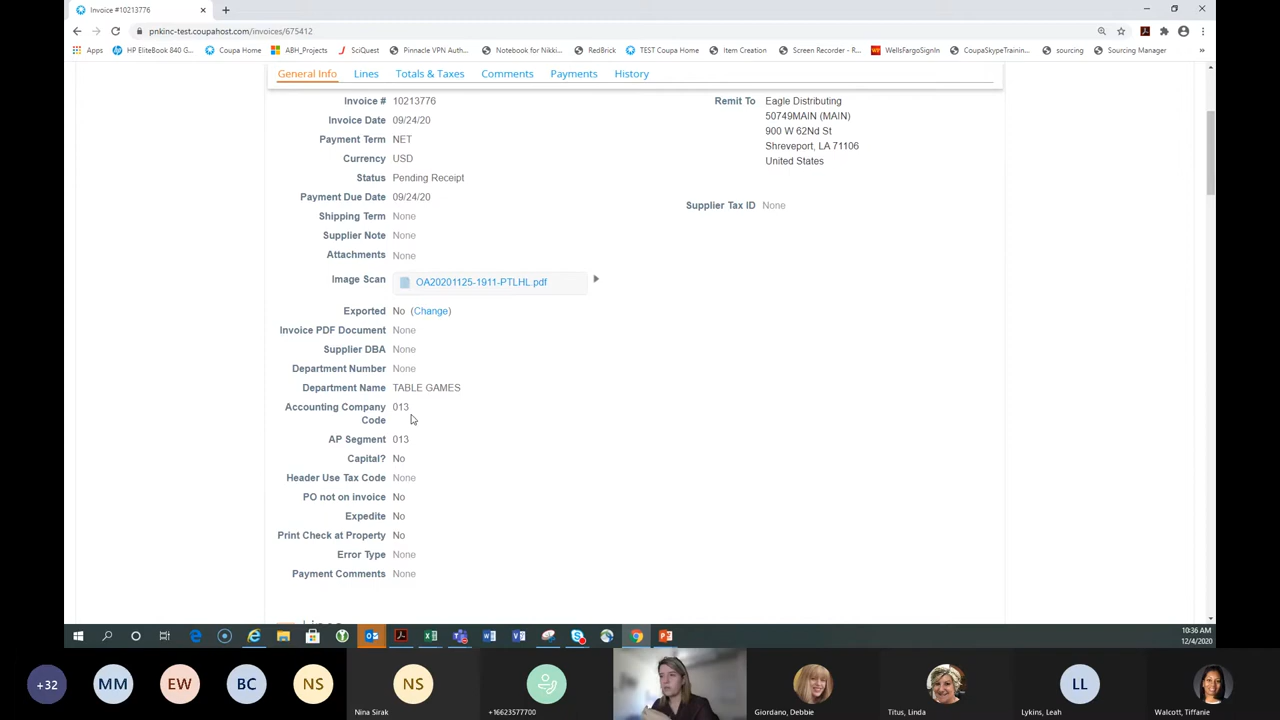 Invoice #10213776
pnkinc-test.coupahost.com/invoices/675412
Apps HP EliteBook 840 G... Coupa Home ABH_Projects SciQuest Pinnacle VPN Auth... Notebook for Nikki... RedBrick TEST Coupa Home Item Creation Screen Recorder - R... WellsFargoSignIn CoupaSkypeTrainin... sourcing Sourcing Manager »
General Info Lines Totals & Taxes Comments Payments History
Invoice # 10213776
Invoice Date 09/24/20
Payment Term NET
Currency USD
Status Pending Receipt
Payment Due Date 09/24/20
Shipping Term None
Supplier Note None
Attachments None
Image Scan OA20201125-1911-PTLHL.pdf
Exported No (Change)
Invoice PDF Document None
Supplier DBA None
Department Number None
Department Name TABLE GAMES
Accounting Company Code 013
AP Segment 013
Capital? No
Header Use Tax Code None
PO not on invoice No
Expedite No
Print Check at Property No
Error Type None
Payment Comments None
Remit To Eagle Distributing
50749MAIN (MAIN)
900 W 62Nd St
Shreveport, LA 71106
United States
Supplier Tax ID None
10:36 AM
12/4/2020
+32 MM EW BC NS NS LL
Nina Sirak +16623577700 Giordano, Debbie Titus, Linda Lykins, Leah Walcott, Tiffanie